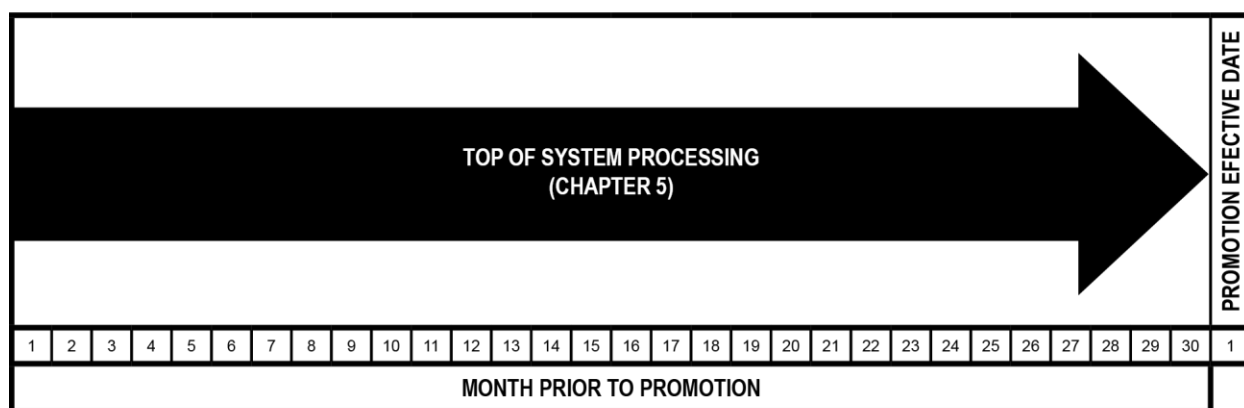 TOP OF SYSTEM PROCESSING
(CHAPTER 5)
PROMOTION EFFECTIVE DATE
1 2 3 4 5 6 7 8 9 10 11 12 13 14 15 16 17 18 19 20 21 22 23 24 25 26 27 28 29 30 1
MONTH PRIOR TO PROMOTION